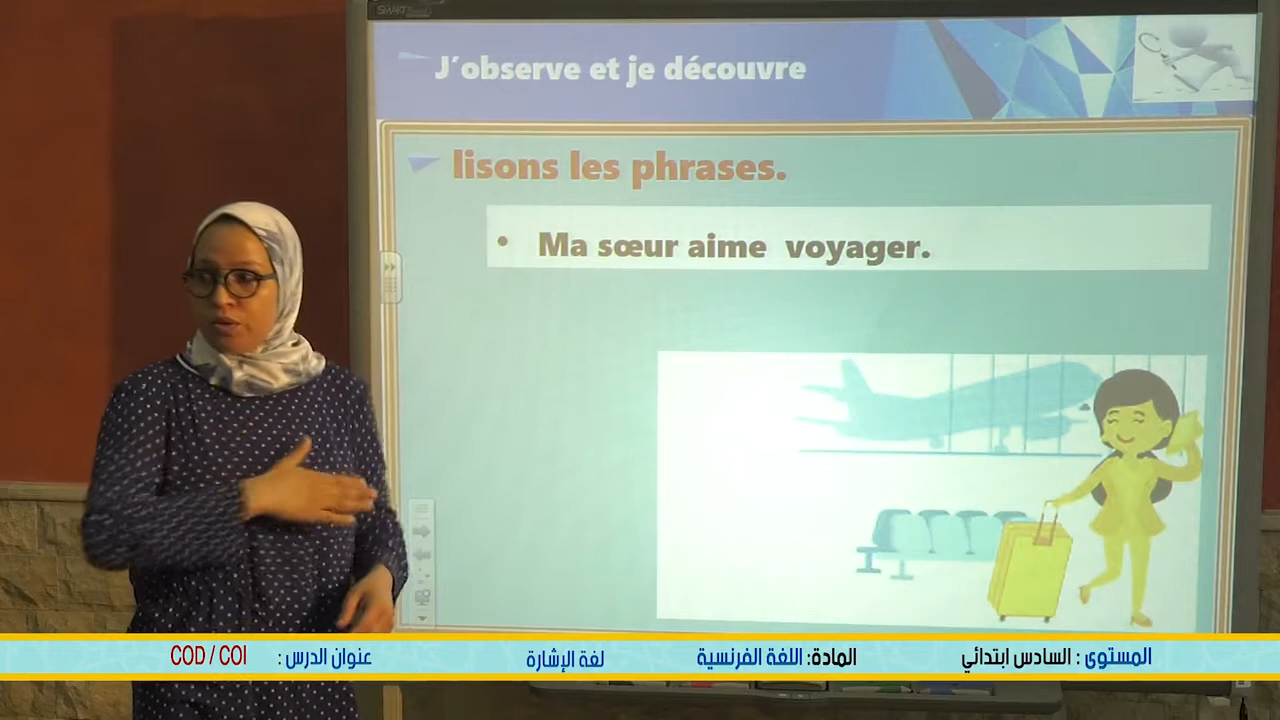 SMART
J´observe et je découvre
lisons les phrases.
• Ma sœur aime voyager.
المستوى : السادس ابتدائي المادة: اللغة الفرنسية لغة الإشارة عنوان الدرس : COD / COI